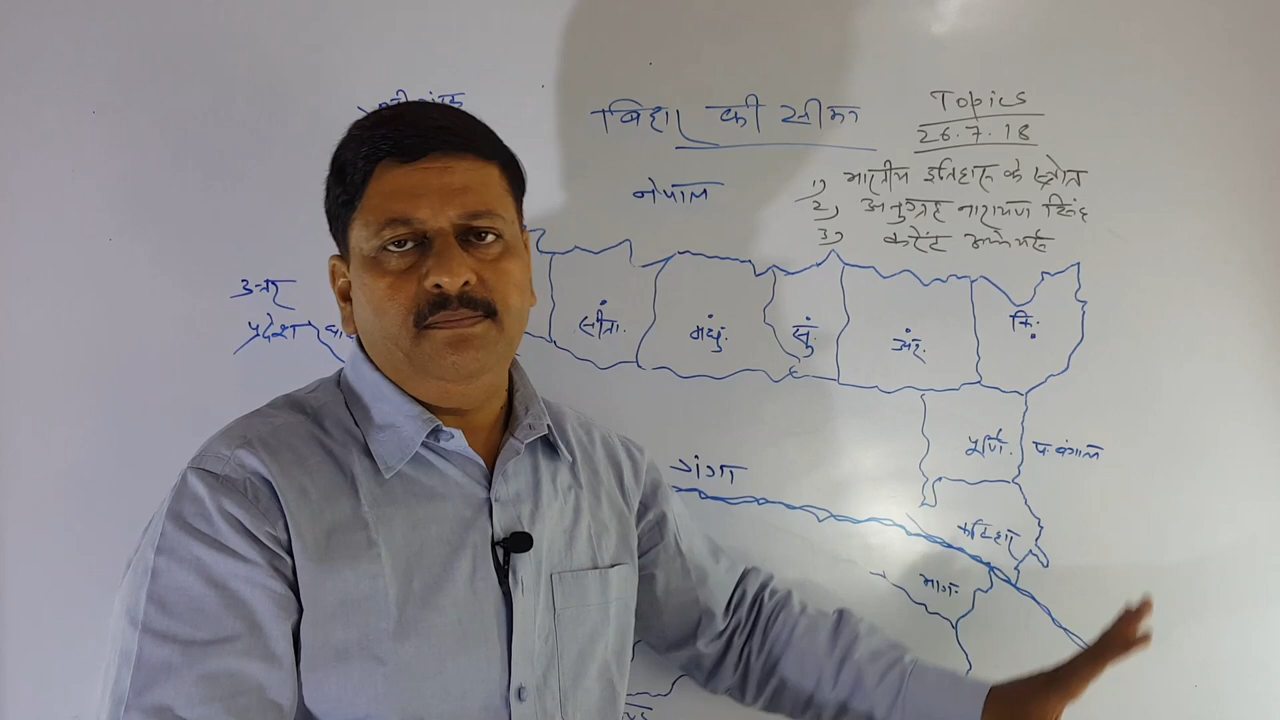 बिहार की सीमा
Topics
26.7.18
नेपाल
1) भारतीय इतिहास के स्त्रोत
2) अनुग्रह नारायण सिंह
3) करेंट अफेयर्स
उत्तर
प्रदेश
सीता.
मधु.
सु.
अर.
कि.
पूर्णि.
प. बंगाल
गंगा
कटिहार
भाग.